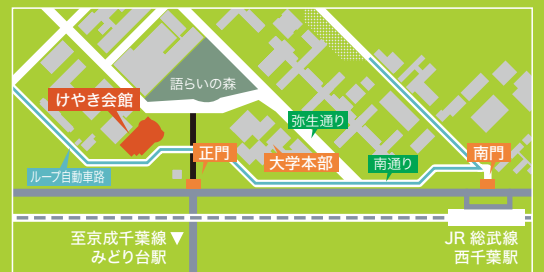 語らいの森
けやき会館
弥生通り
正門
大学本部
南通り
南門
ループ自動車路
至京成千葉線▼
みどり台駅
JR 総武線
西千葉駅